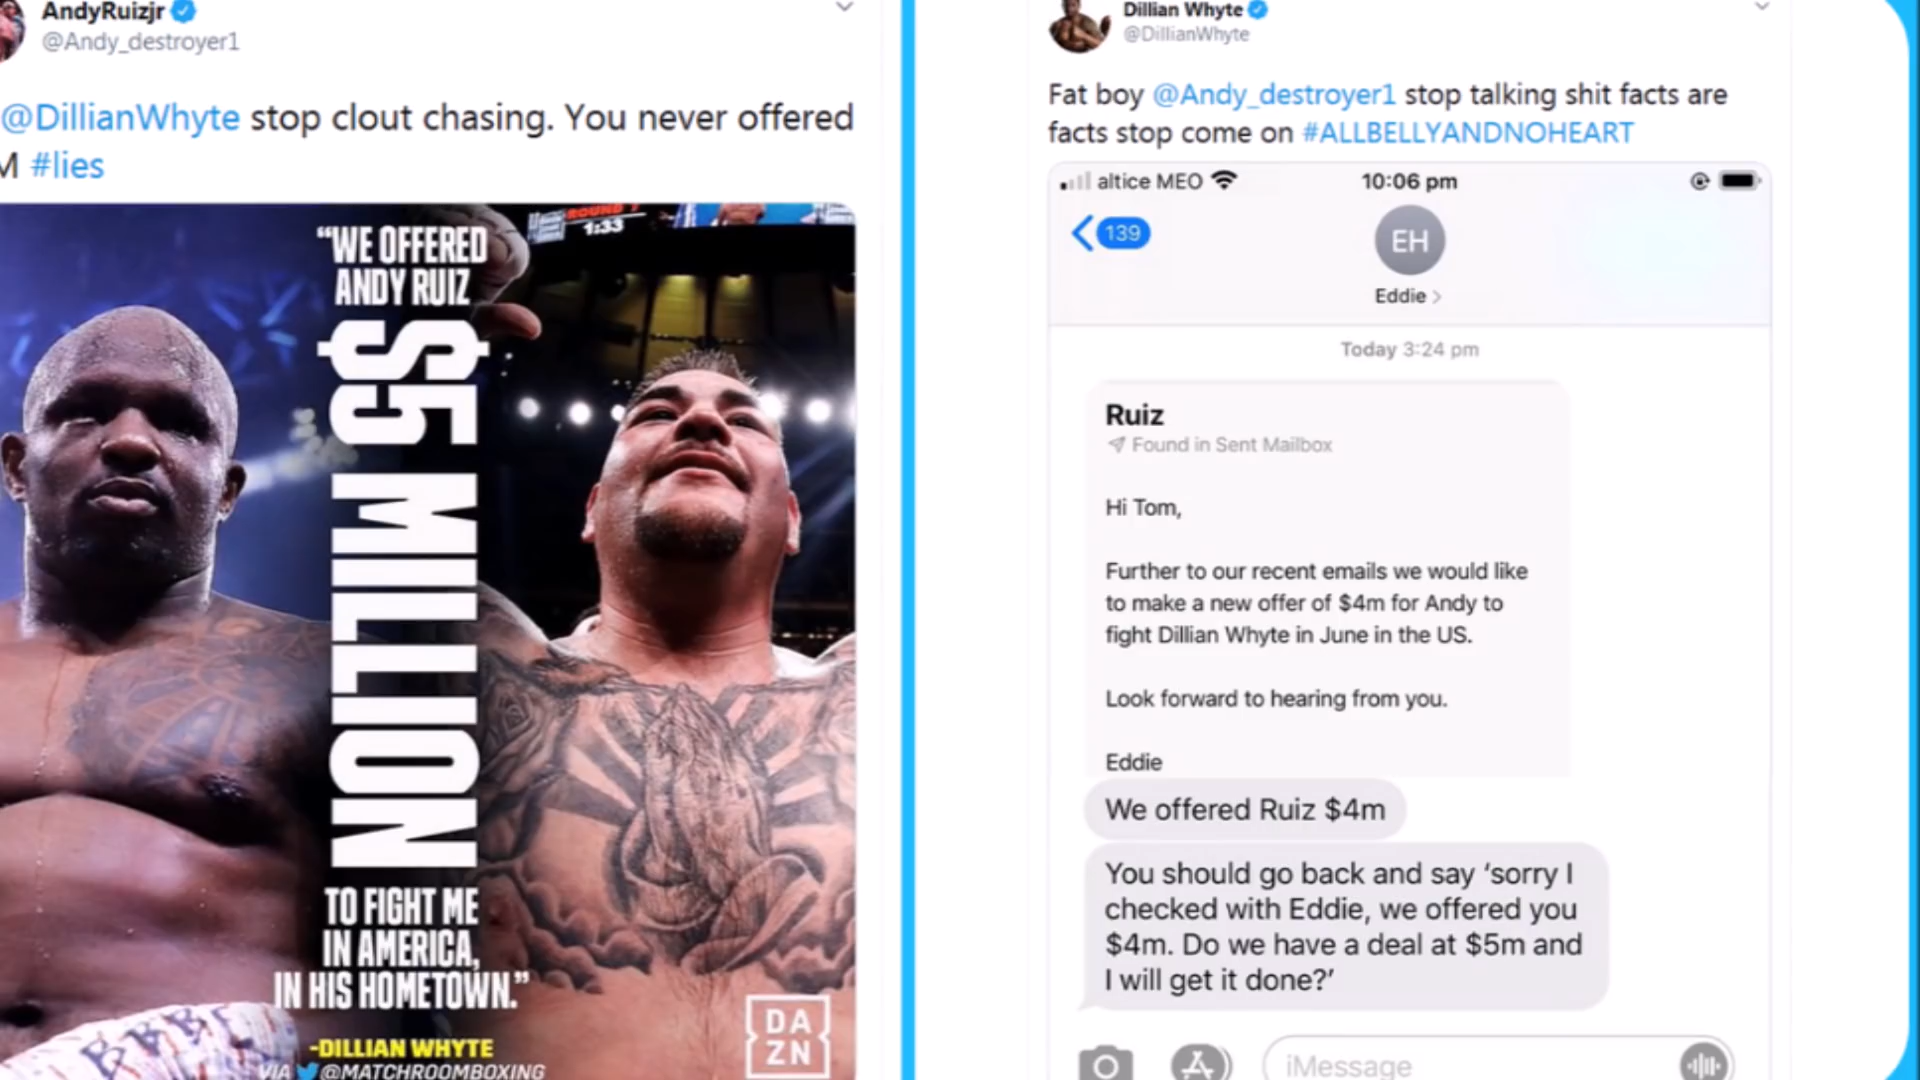 AndyRuizjr
@Andy_destroyer1
@DillianWhyte stop clout chasing. You never offered
M #lies
ROUND 7
1:33
“WE OFFERED
ANDY RUIZ
$5 MILLION
TO FIGHT ME
IN AMERICA,
IN HIS HOMETOWN.”
-DILLIAN WHYTE
VIA @MATCHROOMBOXING
DA
ZN
Dillian Whyte
@DillianWhyte
Fat boy @Andy_destroyer1 stop talking shit facts are
facts stop come on #ALLBELLYANDNOHEART
altice MEO 10:06 pm
139
EH
Eddie >
Today 3:24 pm
Ruiz
Found in Sent Mailbox
Hi Tom,
Further to our recent emails we would like
to make a new offer of $4m for Andy to
fight Dillian Whyte in June in the US.
Look forward to hearing from you.
Eddie
We offered Ruiz $4m
You should go back and say ‘sorry I
checked with Eddie, we offered you
$4m. Do we have a deal at $5m and
I will get it done?’
iMessage